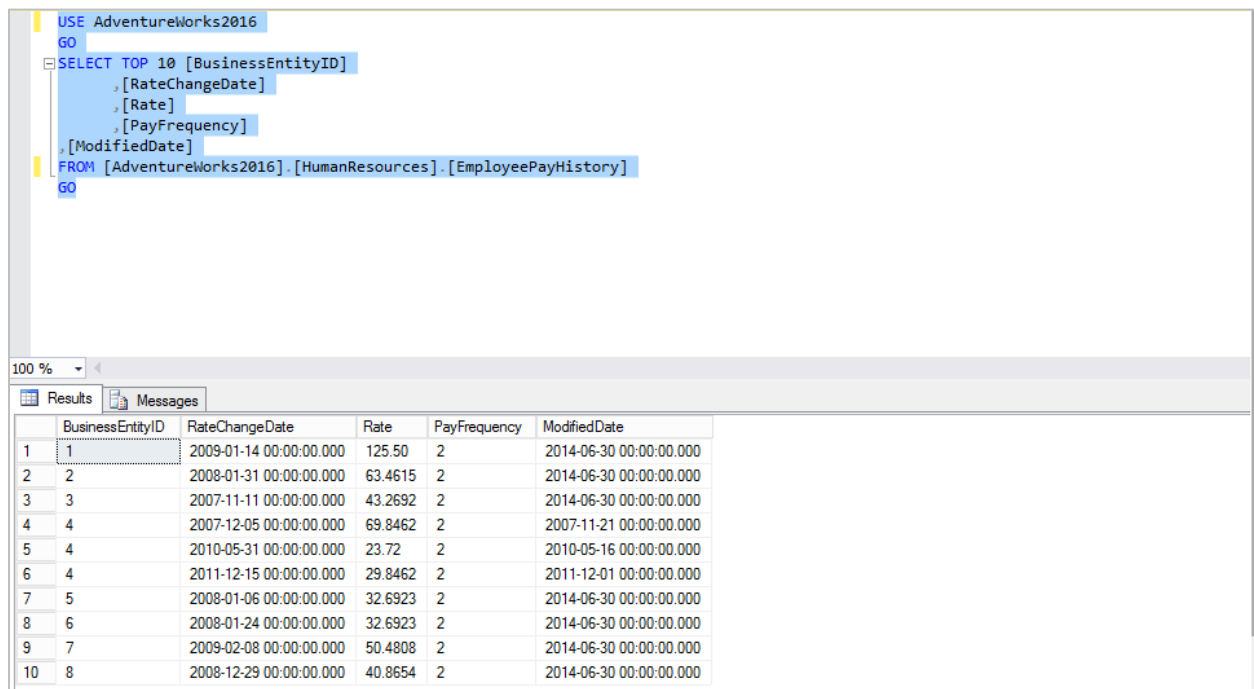 USE AdventureWorks2016
GO
SELECT TOP 10 [BusinessEntityID]
,[RateChangeDate]
,[Rate]
,[PayFrequency]
,[ModifiedDate]
FROM [AdventureWorks2016].[HumanResources].[EmployeePayHistory]
GO
100 %
Results Messages
BusinessEntityID RateChangeDate Rate PayFrequency ModifiedDate
1 1 2009-01-14 00:00:00.000 125.50 2 2014-06-30 00:00:00.000
2 2 2008-01-31 00:00:00.000 63.4615 2 2014-06-30 00:00:00.000
3 3 2007-11-11 00:00:00.000 43.2692 2 2014-06-30 00:00:00.000
4 4 2007-12-05 00:00:00.000 69.8462 2 2007-11-21 00:00:00.000
5 4 2010-05-31 00:00:00.000 23.72 2 2010-05-16 00:00:00.000
6 4 2011-12-15 00:00:00.000 29.8462 2 2011-12-01 00:00:00.000
7 5 2008-01-06 00:00:00.000 32.6923 2 2014-06-30 00:00:00.000
8 6 2008-01-24 00:00:00.000 32.6923 2 2014-06-30 00:00:00.000
9 7 2009-02-08 00:00:00.000 50.4808 2 2014-06-30 00:00:00.000
10 8 2008-12-29 00:00:00.000 40.8654 2 2014-06-30 00:00:00.000